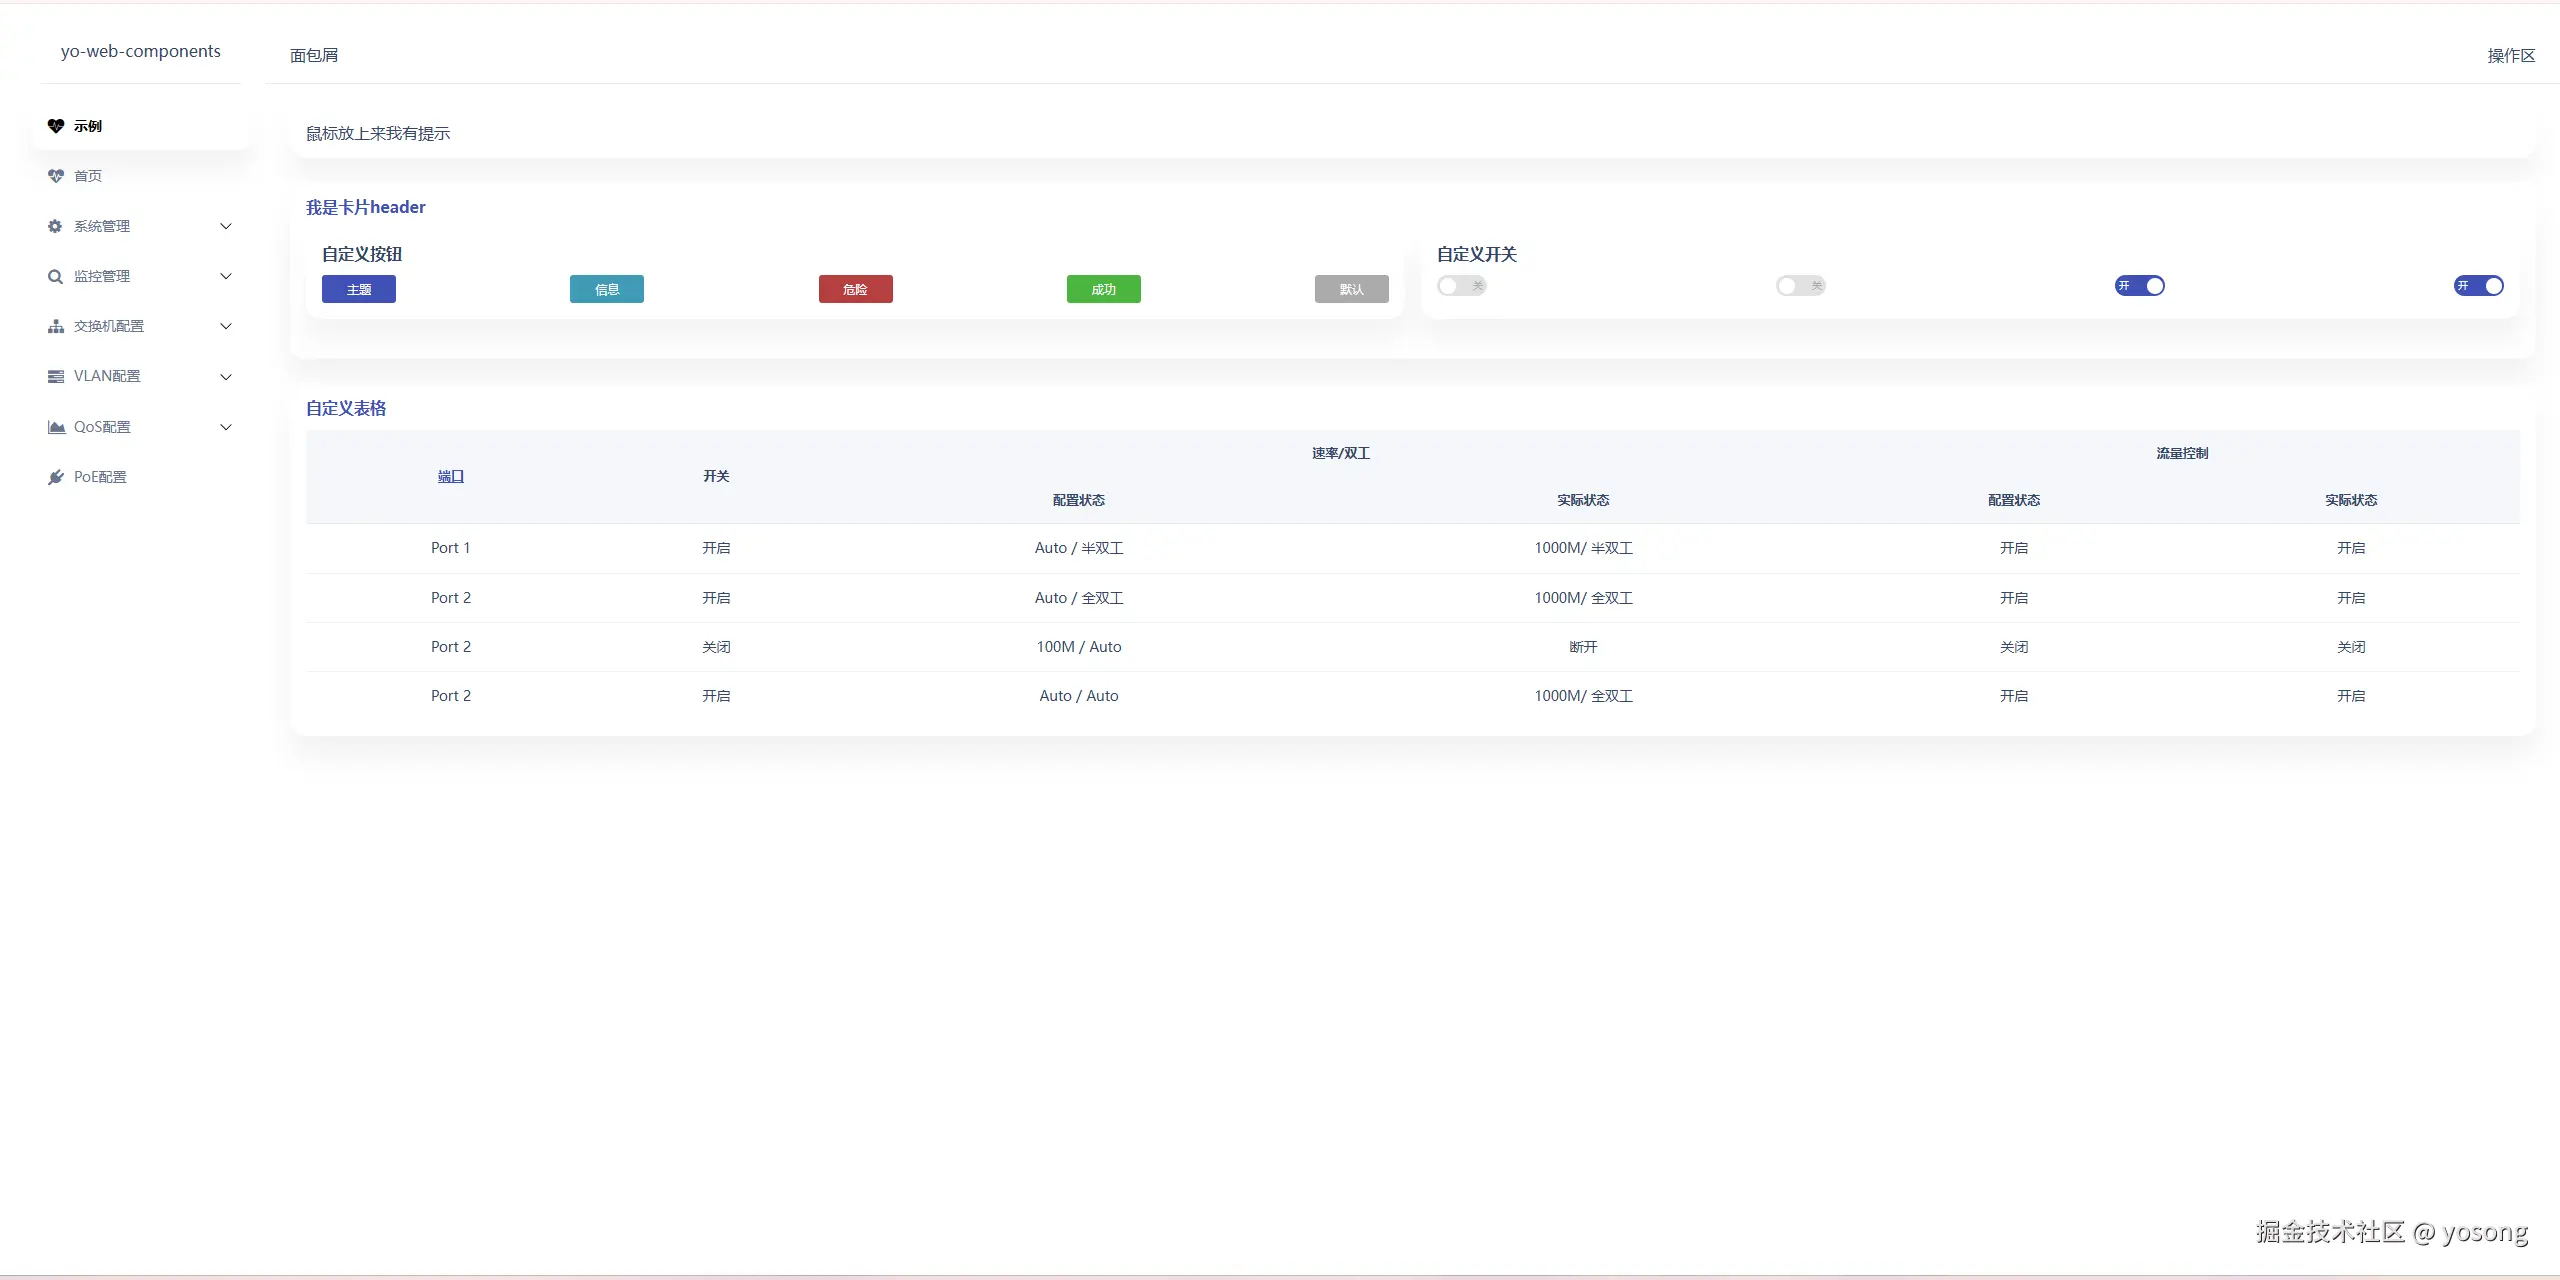 yo-web-components
面包屑
操作区
示例
首页
系统管理
监控管理
交换机配置
VLAN配置
QoS配置
PoE配置
鼠标放上来我有提示
我是卡片header
自定义按钮
主题 信息 危险 成功 默认
自定义开关
关 关 开 开
自定义表格
端口 开关 速率/双工 流量控制
配置状态 实际状态 配置状态 实际状态
Port 1 开启 Auto / 半双工 1000M/ 半双工 开启 开启
Port 2 开启 Auto / 全双工 1000M/ 全双工 开启 开启
Port 2 关闭 100M / Auto 断开 关闭 关闭
Port 2 开启 Auto / Auto 1000M/ 全双工 开启 开启
掘金技术社区 @ yosong